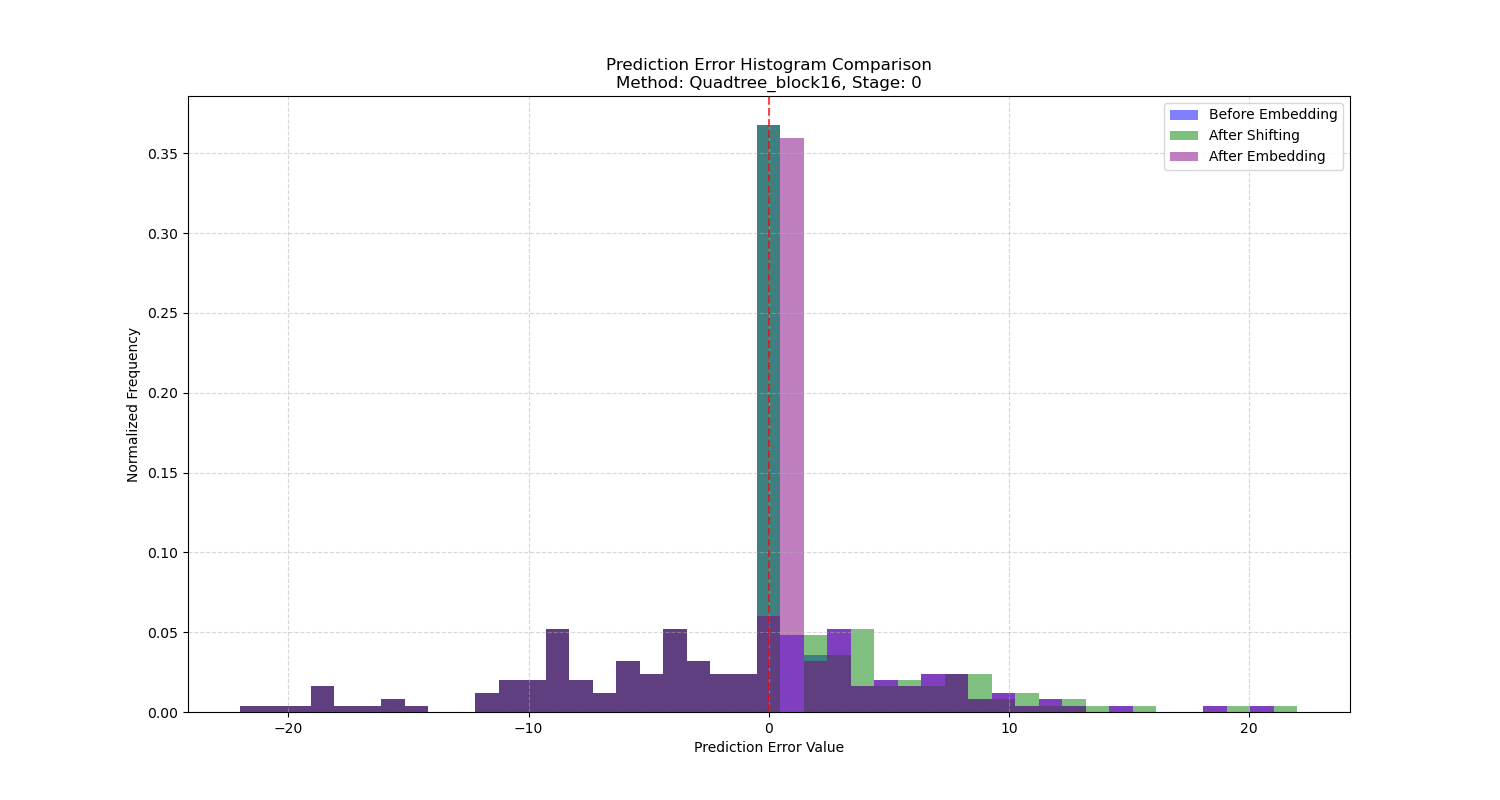 Prediction Error Histogram Comparison
Method: Quadtree_block16, Stage: 0
Before Embedding
After Shifting
After Embedding
Normalized Frequency
0.35
0.30
0.25
0.20
0.15
0.10
0.05
0.00
−20
−10
0
10
20
Prediction Error Value